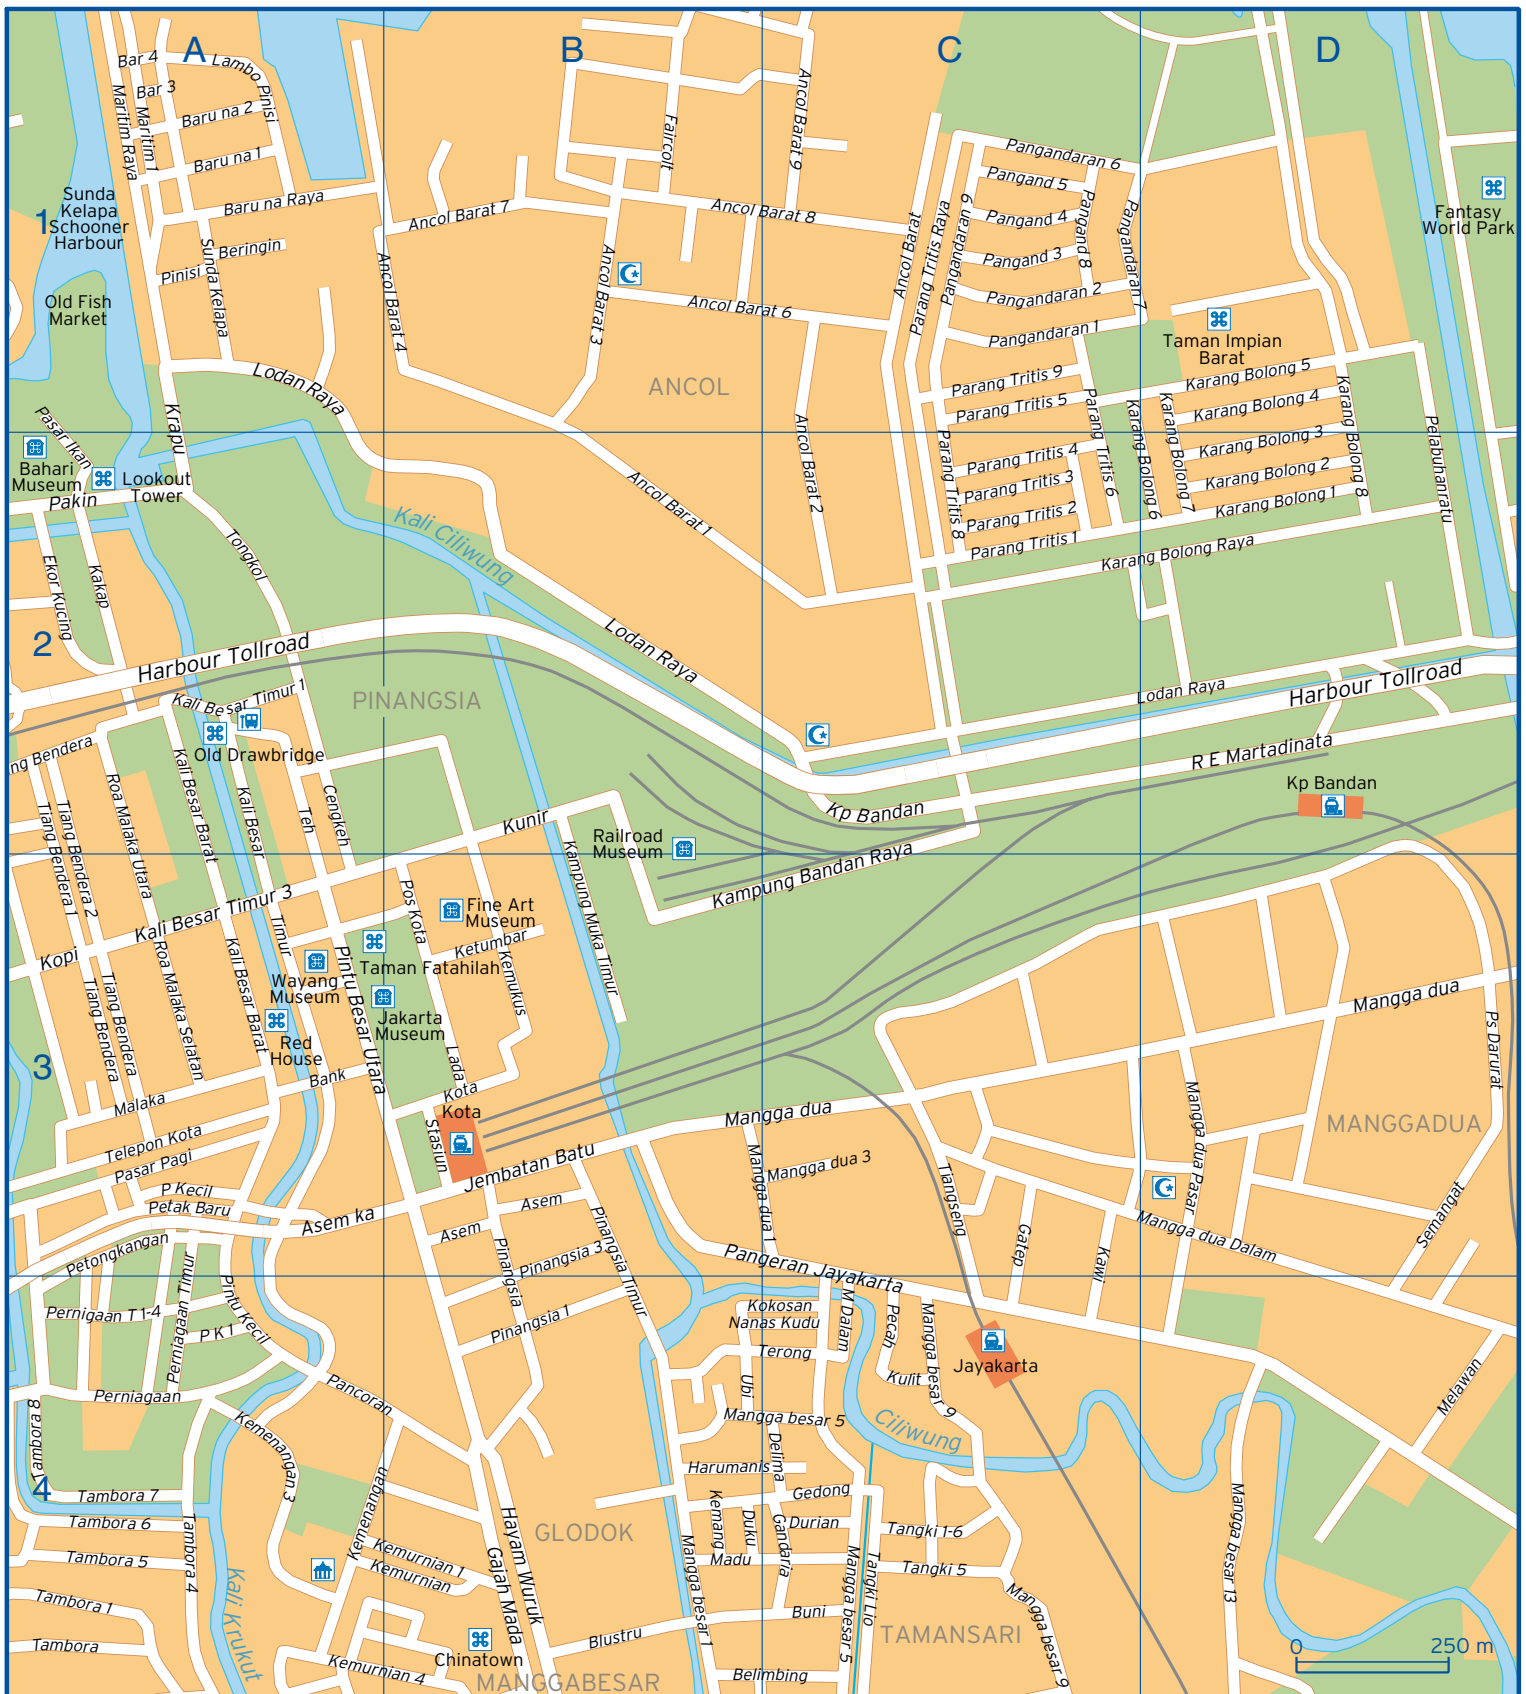 A
B
C
D
1
2
3
4
Bar 4
Lambo
Pinisi
Bar 3
Maritim Raya
Maritim 1
Baru na 2
Baru na 1
Baru na Raya
Sunda
Kelapa
Schooner
Harbour
Pinisi
Beringin
Sunda Kelapa
Old Fish
Market
Lodan Raya
Krapu
Pasar Ikan
Bahari
Museum
Lookout
Tower
Pakin
Ancol Barat 7
Ancol Barat 4
Ancol Barat 3
Ancol Barat 6
Ancol Barat 8
Ancol Barat 9
Faircolt
ANCOL
Ancol Barat 2
Ancol Barat 1
Ancol Barat
Parang Tritis Raya
Pangandaran 6
Pangandaran 6
Pangand 5
Pangand 4
Pangand 3
Pangand 8
Pangandaran 2
Pangandaran 7
Pangandaran 1
Fantasy
World Park
Taman Impian
Barat
Parang Tritis 9
Parang Tritis 5
Parang Tritis 4
Parang Tritis 3
Parang Tritis 2
Parang Tritis 1
Parang Tritis 8
Parang Tritis 6
Karang Bolong 5
Karang Bolong 4
Karang Bolong 3
Karang Bolong 2
Karang Bolong 1
Karang Bolong 6
Karang Bolong 7
Karang Bolong 8
Karang Bolong Raya
Pelabuhanratu
Kali Ciliwung
Tongkol
Ekor Kucing
Kakap
Harbour Tollroad
Lodan Raya
PINANGSIA
Kali Besar Timur 1
Old Drawbridge
Lodan Raya
Harbour Tollroad
R E Martadinata
Kp Bandan
Kp Bandan
Kampung Bandan Raya
Railroad
Museum
Kunir
ng Bendera
Tiang Bendera 1
Tiang Bendera 2
Roa Malaka Utara
Kali Besar Barat
Kali Besar
Teh
Cengkeh
Kali Besar Timur 3
Timur
Kopi
Tiang Bendera
Tiang Bendera
Roa Malaka Selatan
Kali Besar Barat
Pos Kota
Fine Art
Museum
Ketumbar
Kemukus
Kampung Muka Timur
Taman Fatahilah
Wayang
Museum
Pintu Besar Utara
Jakarta
Museum
Red
House
Lada
Bank
Kota
Kota
Stasiun
Malaka
Telepon Kota
Pasar Pagi
P Kecil
Petak Baru
Asem ka
Jembatan Batu
Asem
Asem
Pinangsia 3
Pinangsia
Pinangsia 1
Pinangsia Timur
Mangga dua
Mangga dua 3
Mangga dua 1
Mangga dua
Ps Darurat
MANGGADUA
Mangga dua Pasar
Mangga dua Dalam
Semangat
Tiangseng
Gatep
Kawi
Pangeran Jayakarta
Jayakarta
Petongkangan
Pernigaan T 1-4
Perniagaan Timur
Pintu Kecil
P K 1
Perniagaan
Pancoran
Kemenangan 3
Kemenangan
Tambora 8
Tambora 7
Tambora 6
Tambora 5
Tambora 4
Tambora 1
Tambora
Kali Krukut
Kemurnian 1
Kemurnian
Kemurnian 4
Chinatown
Hayam Wuruk
Gajah Mada
GLODOK
MANGGABESAR
Blustru
Kokosan
Nanas Kudu
Terong
M Dalam
Pecah
Kulit
Mangga besar 9
Ubi
Mangga besar 5
Delima
Ciliwung
Harumanis
Gedong
Kemang
Duku
Durian
Gandaria
Madu
Buni
Belimbing
Mangga besar 1
Mangga besar 5
Tangki Lio
Tangki 1-6
Tangki 5
Mangga besar 9
TAMANSARI
Mangga besar 13
Melawan
0
250 m